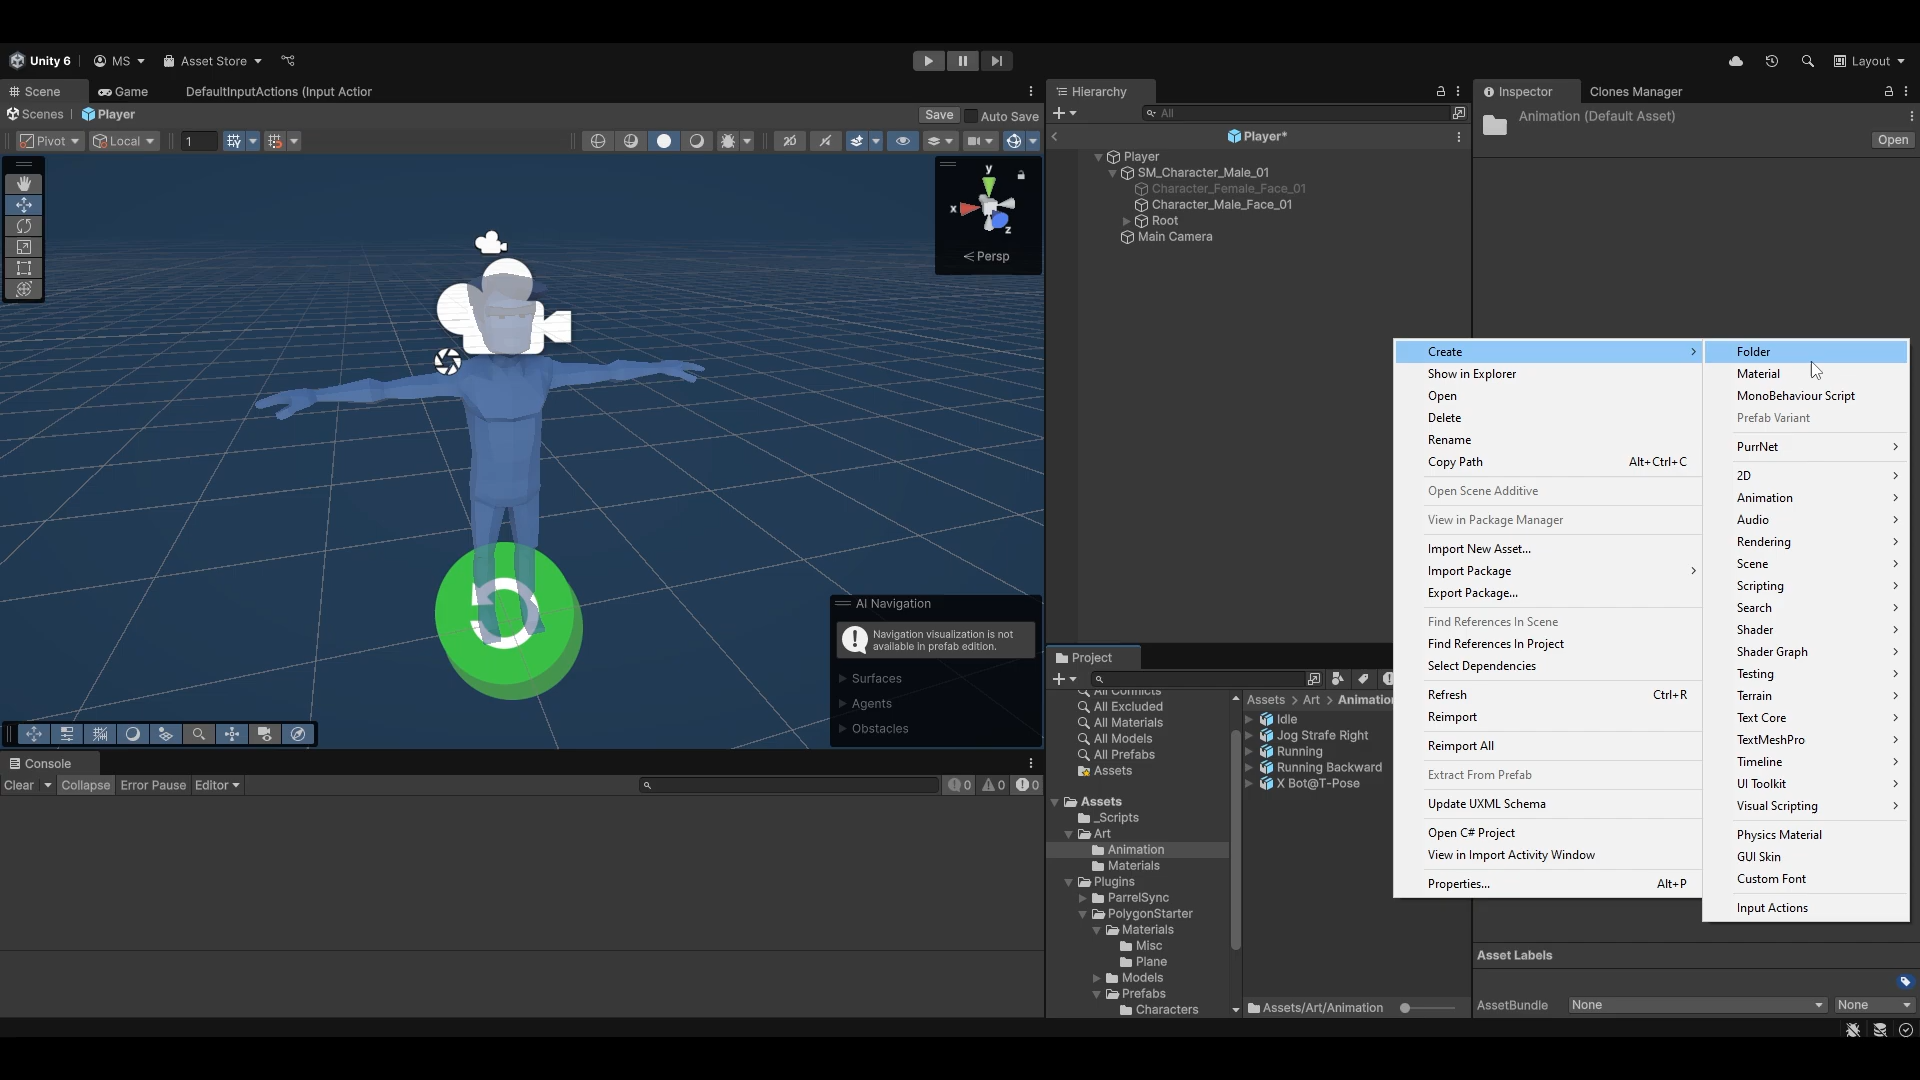 Unity 6
MS
Asset Store
Layout
Scene
Game
DefaultInputActions (Input Actior
Hierarchy
Inspector
Clones Manager
Scenes
Player
Save
Auto Save
All
Animation (Default Asset)
Open
Pivot
Local
1
2D
Player*
Player
SM_Character_Male_01
Character_Female_Face_01
Character_Male_Face_01
Root
Main Camera
y
x
z
Persp
AI Navigation
Navigation visualization is not
available in prefab edition.
Surfaces
Agents
Obstacles
Console
Clear
Collapse
Error Pause
Editor
0
0
0
Project
All Conflicts
All Excluded
All Materials
All Models
All Prefabs
Assets
Assets
_Scripts
Art
Animation
Materials
Plugins
ParrelSync
PolygonStarter
Materials
Misc
Plane
Models
Prefabs
Characters
Assets > Art > Animation
Idle
Jog Strafe Right
Running
Running Backward
X Bot@T-Pose
Assets/Art/Animation
Create
Show in Explorer
Open
Delete
Rename
Copy Path Alt+Ctrl+C
Open Scene Additive
View in Package Manager
Import New Asset...
Import Package
Export Package...
Find References In Scene
Find References In Project
Select Dependencies
Refresh Ctrl+R
Reimport
Reimport All
Extract From Prefab
Update UXML Schema
Open C# Project
View in Import Activity Window
Properties... Alt+P
Folder
Material
MonoBehaviour Script
Prefab Variant
PurrNet
2D
Animation
Audio
Rendering
Scene
Scripting
Search
Shader
Shader Graph
Testing
Terrain
Text Core
TextMeshPro
Timeline
UI Toolkit
Visual Scripting
Physics Material
GUI Skin
Custom Font
Input Actions
Asset Labels
AssetBundle
None
None